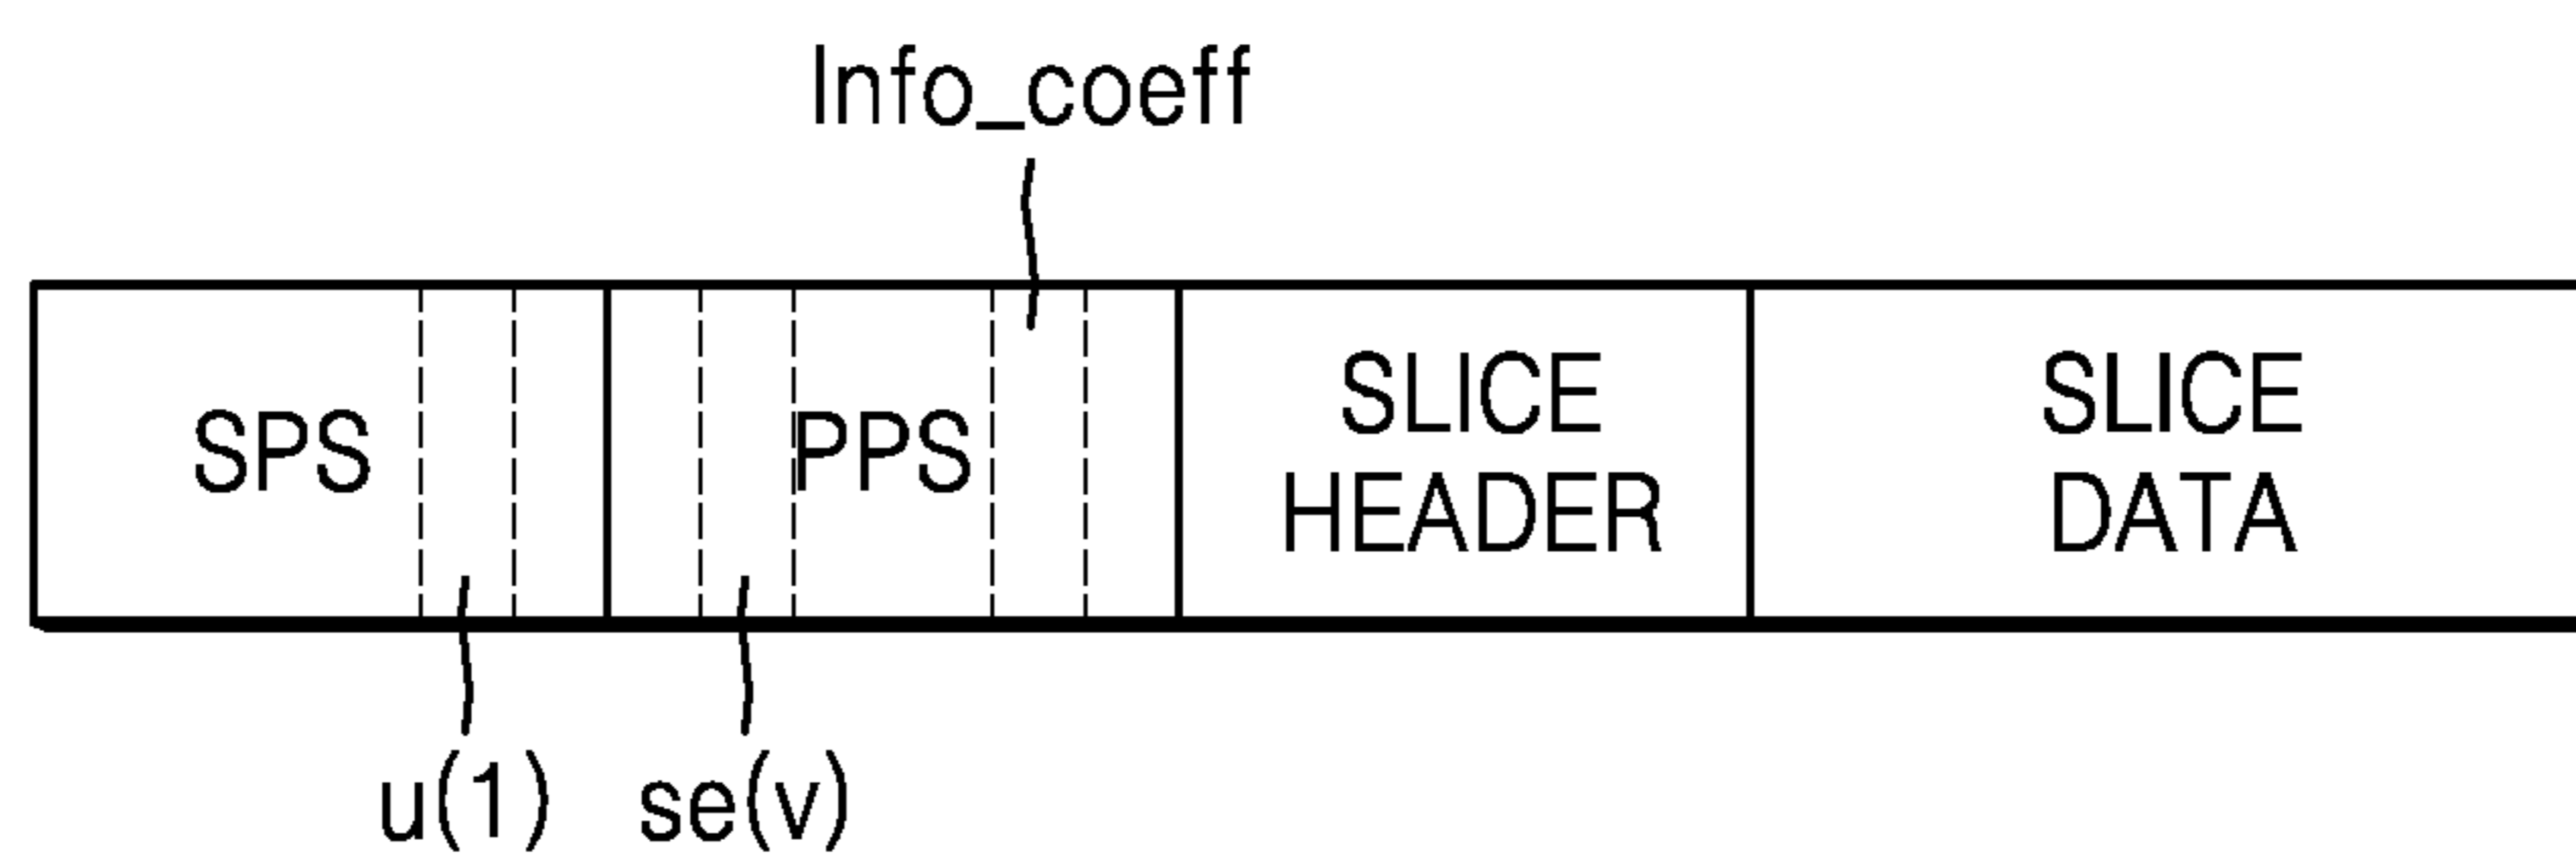 Info_coeff
SPS
PPS
SLICE
HEADER
SLICE
DATA
u(1)
se(v)